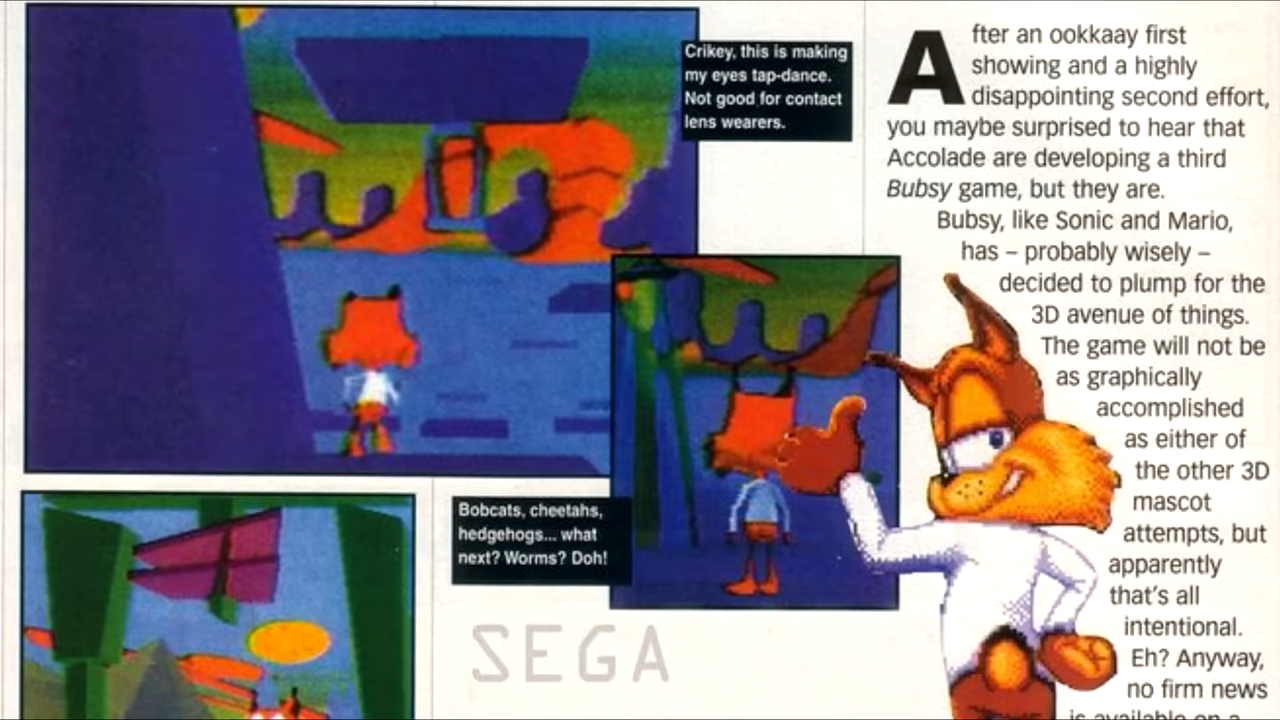 Crikey, this is making
my eyes tap-dance.
Not good for contact
lens wearers.
Bobcats, cheetahs,
hedgehogs... what
next? Worms? Doh!
SEGA
After an ookkaay first
showing and a highly
disappointing second effort,
you maybe surprised to hear that
Accolade are developing a third
Bubsy game, but they are.
Bubsy, like Sonic and Mario,
has – probably wisely –
decided to plump for the
3D avenue of things.
The game will not be
as graphically
accomplished
as either of
the other 3D
mascot
attempts, but
apparently
that's all
intentional.
Eh? Anyway,
no firm news
is available on a